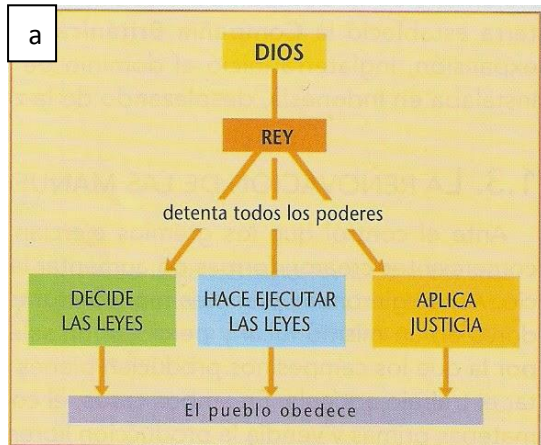 a
DIOS
REY
detenta todos los poderes
DECIDE
LAS LEYES
HACE EJECUTAR
LAS LEYES
APLICA
JUSTICIA
El pueblo obedece